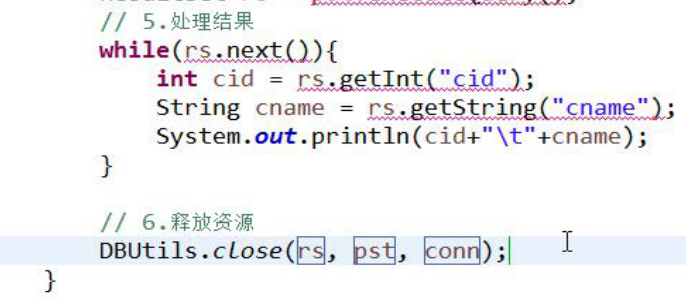 // 5.处理结果
while(rs.next()){
int cid = rs.getInt("cid");
String cname = rs.getString("cname");
System.out.println(cid+"\t"+cname);
}
// 6.释放资源
DBUtils.close(rs, pst, conn);
}